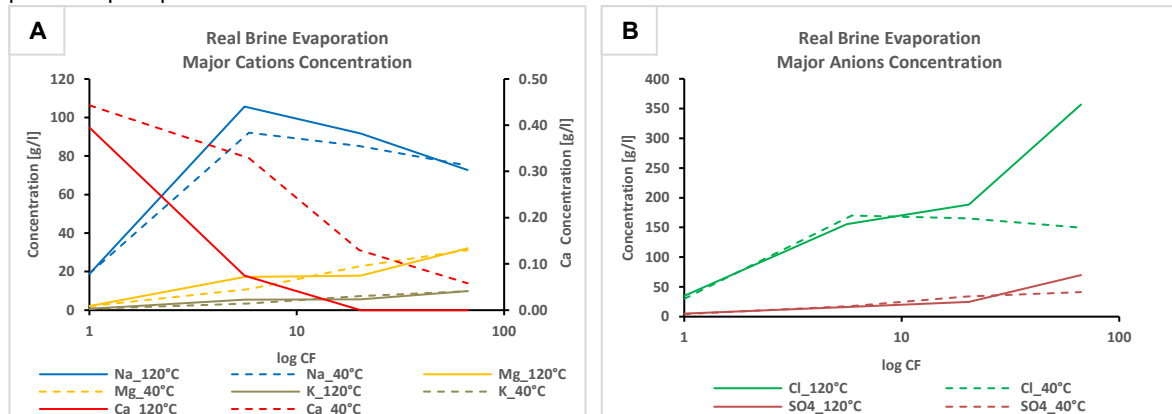 A
Real Brine Evaporation
Major Cations Concentration
Concentration [g/l]
120
100
80
60
40
20
0
0.50
0.40
0.30
0.20
0.10
0.00
Ca Concentration [g/l]
1
10
100
log CF
Na_120°C
Na_40°C
Mg_120°C
Mg_40°C
K_120°C
K_40°C
Ca_120°C
Ca_40°C
B
Real Brine Evaporation
Major Anions Concentration
Concentration [g/l]
400
350
300
250
200
150
100
50
0
1
10
100
log CF
Cl_120°C
Cl_40°C
SO4_120°C
SO4_40°C